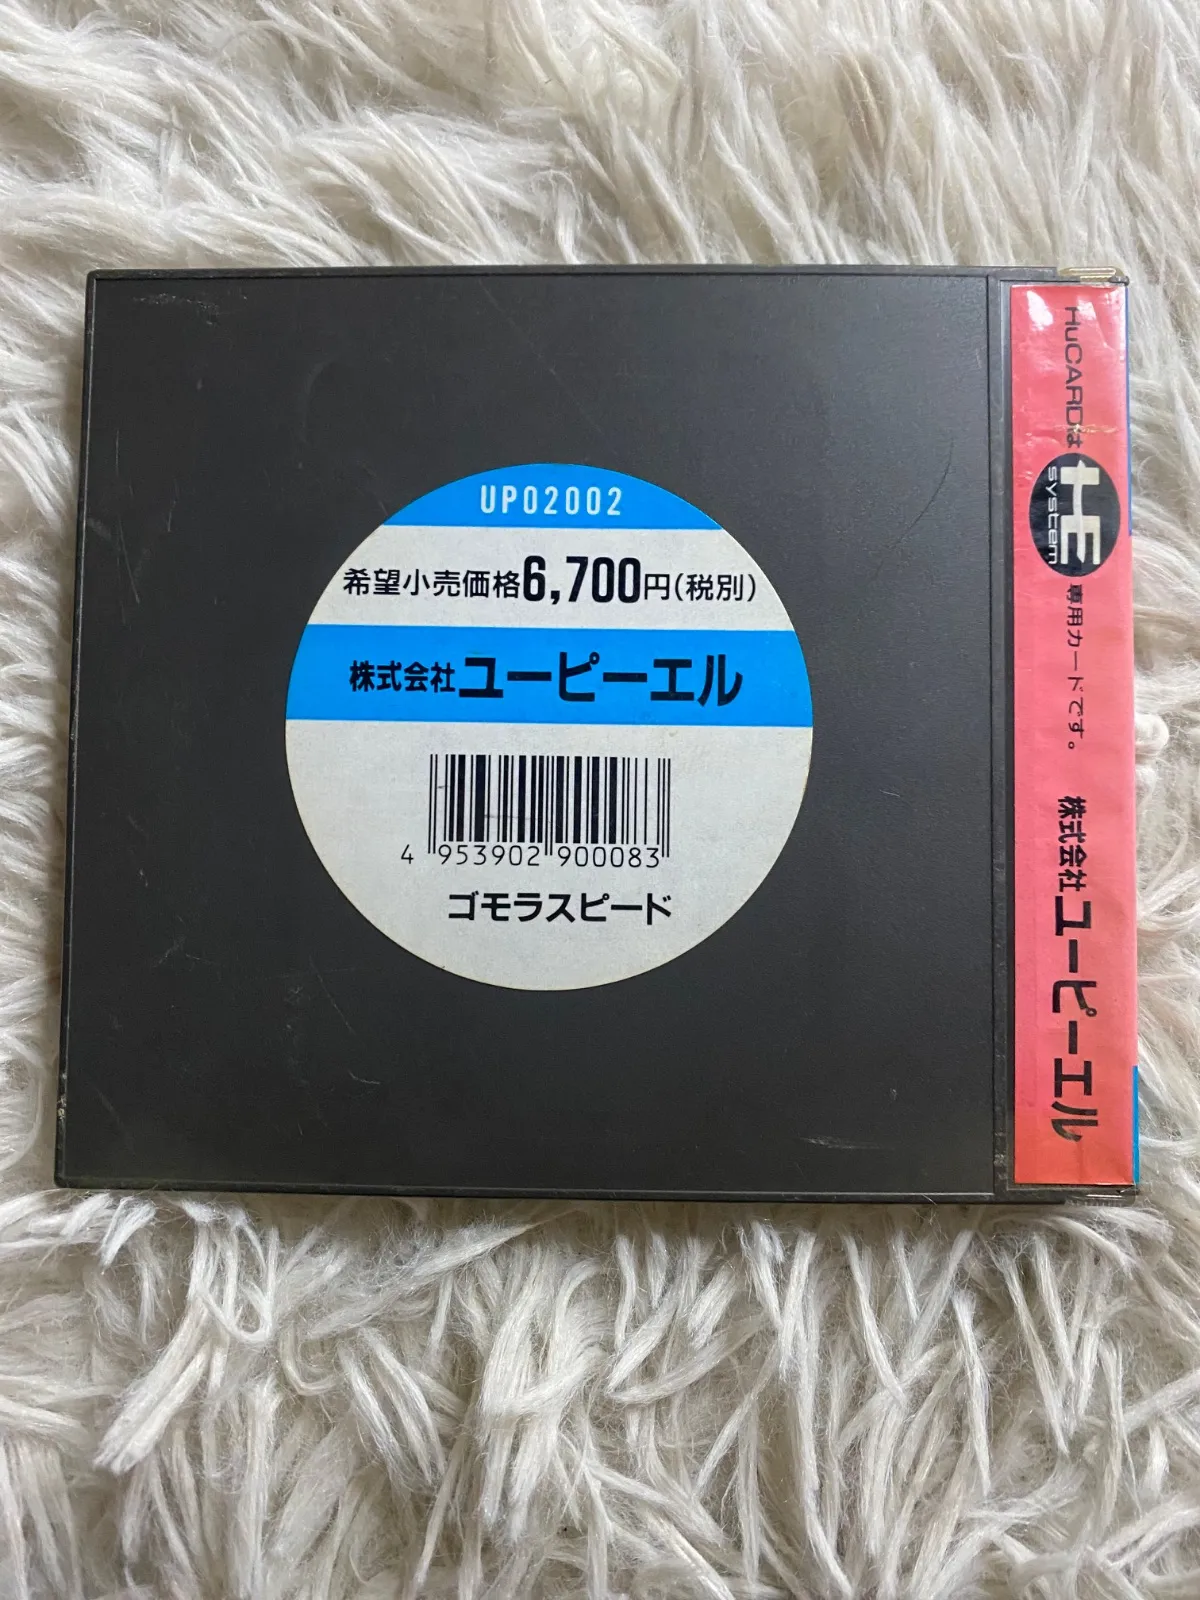 UP02002
希望小売価格6,700円(税別)
株式会社ユーピーエル
4 953902 900083
ゴモラスピード
HuCARDは HE system 専用カードです。 株式会社ユーピーエル